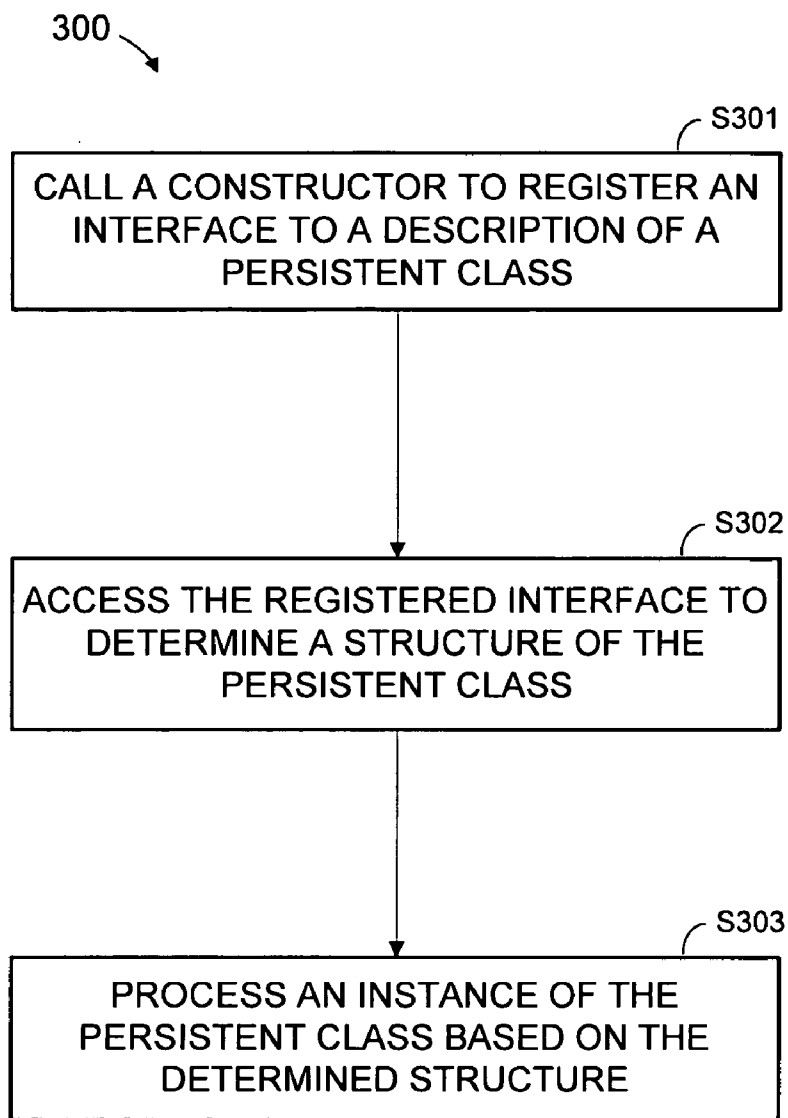 300
S301
CALL A CONSTRUCTOR TO REGISTER AN
INTERFACE TO A DESCRIPTION OF A
PERSISTENT CLASS
S302
ACCESS THE REGISTERED INTERFACE TO
DETERMINE A STRUCTURE OF THE
PERSISTENT CLASS
S303
PROCESS AN INSTANCE OF THE
PERSISTENT CLASS BASED ON THE
DETERMINED STRUCTURE